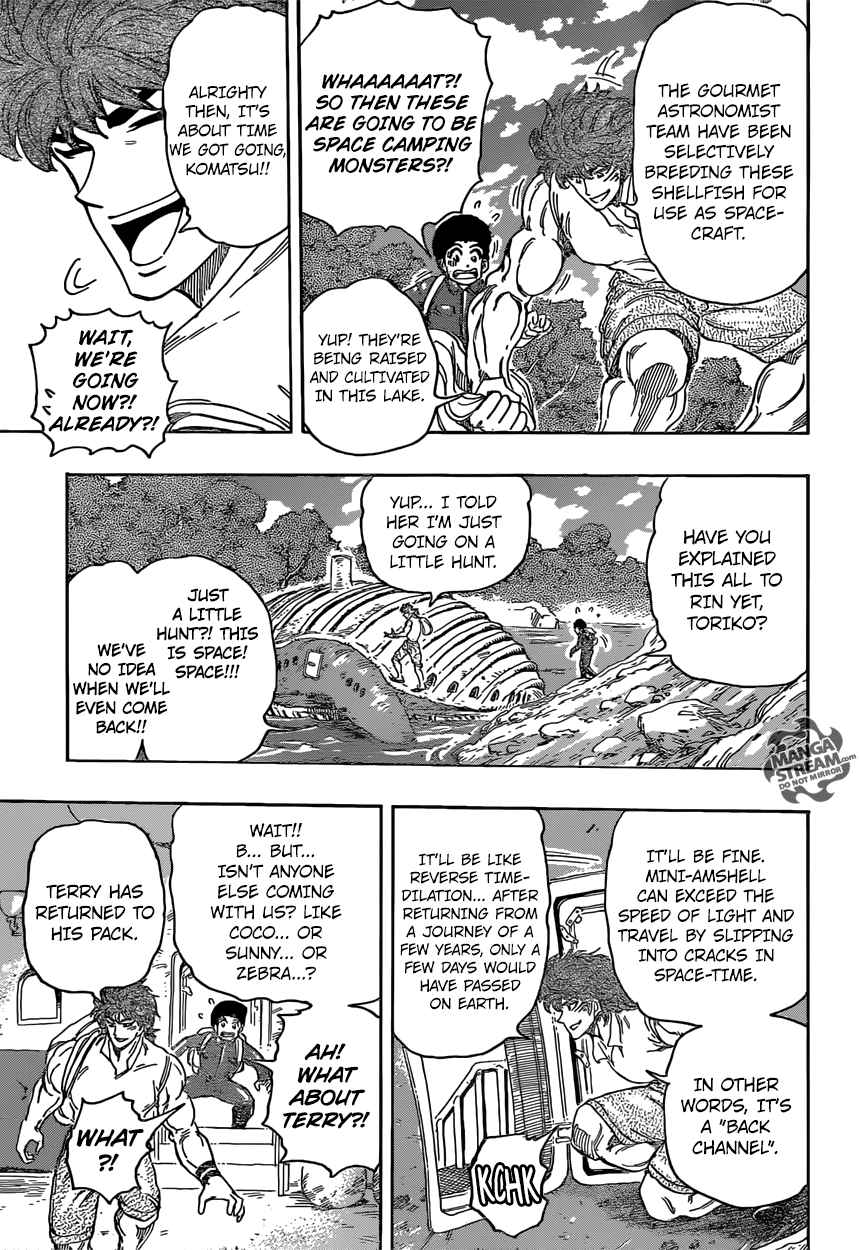 THE GOURMET
ASTRONOMIST
TEAM HAVE BEEN
SELECTIVELY
BREEDING THESE
SHELLFISH FOR
USE AS SPACE-
CRAFT.
WHAAAAAAT?!
SO THEN THESE
ARE GOING TO BE
SPACE CAMPING
MONSTERS?!
YUP! THEY'RE
BEING RAISED
AND CULTIVATED
IN THIS LAKE.
ALRIGHTY
THEN, IT'S
ABOUT TIME
WE GOT GOING,
KOMATSU!!
WAIT,
WE'RE
GOING
NOW?!
ALREADY?!
HAVE YOU
EXPLAINED
THIS ALL TO
RIN YET,
TORIKO?
YUP... I TOLD
HER I'M JUST
GOING ON A
LITTLE HUNT.
JUST
A LITTLE
HUNT?! THIS
IS SPACE!
SPACE!!!
WE'VE
NO IDEA
WHEN WE'LL
EVEN COME
BACK!!
MANGA
STREAM.com
DO NOT MIRROR
IT'LL BE FINE.
MINI-AMSHELL
CAN EXCEED THE
SPEED OF LIGHT AND
TRAVEL BY SLIPPING
INTO CRACKS IN
SPACE-TIME.
IN OTHER
WORDS, IT'S
A "BACK
CHANNEL".
IT'LL BE LIKE
REVERSE TIME-
DILATION... AFTER
RETURNING FROM
A JOURNEY OF A
FEW YEARS, ONLY A
FEW DAYS WOULD
HAVE PASSED
ON EARTH.
KCHK
WAIT!!
B... BUT...
ISN'T ANYONE
ELSE COMING
WITH US? LIKE
COCO... OR
SUNNY... OR
ZEBRA...?
AH!
WHAT
ABOUT
TERRY?!
TERRY HAS
RETURNED TO
HIS PACK.
WHAT
?!